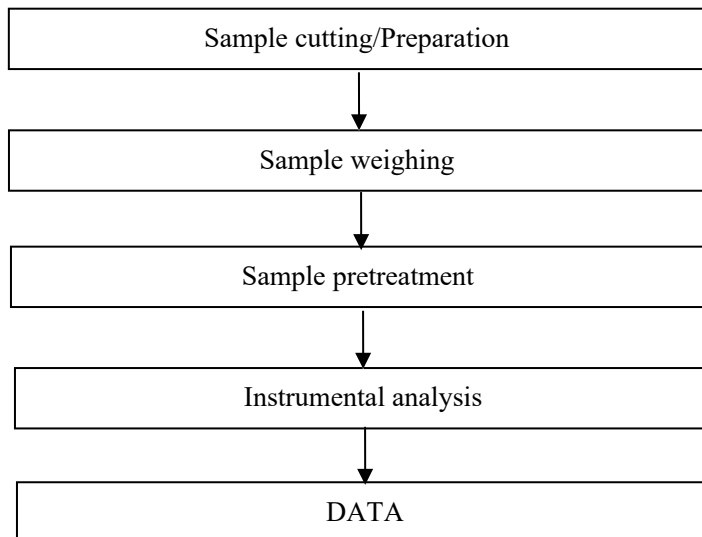 Sample cutting/Preparation
Sample weighing
Sample pretreatment
Instrumental analysis
DATA